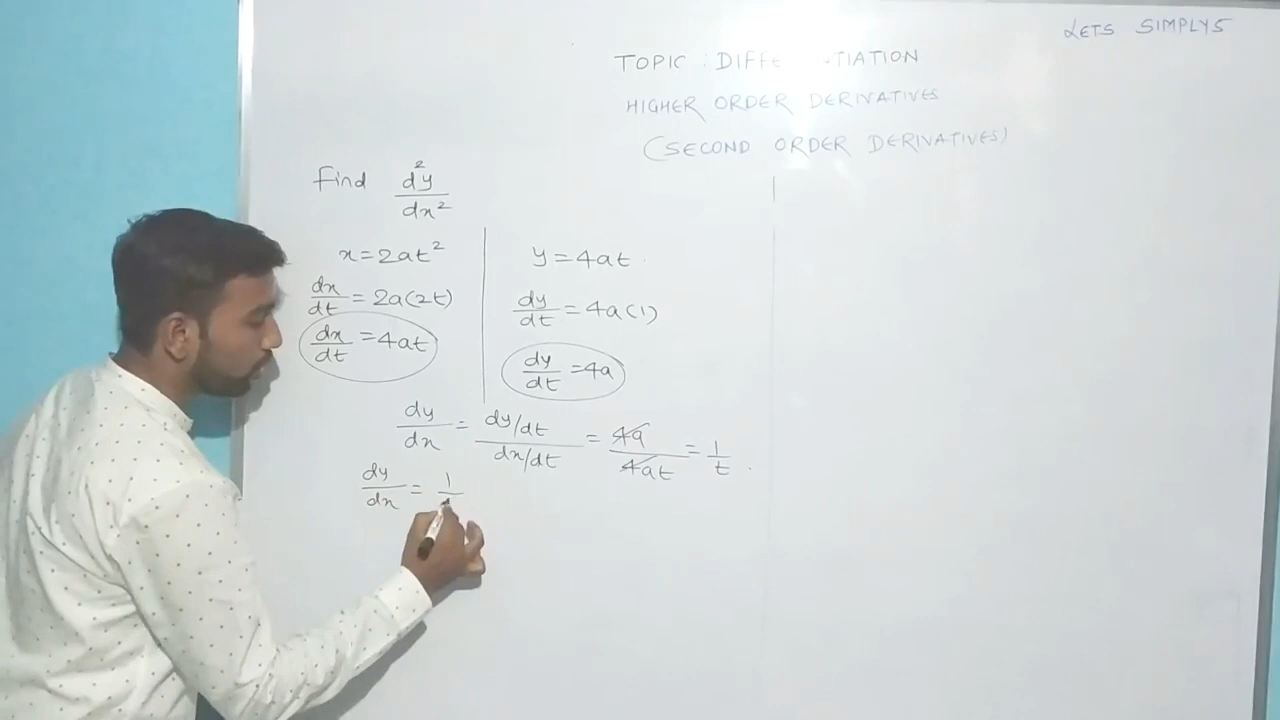 LETS SIMPLY5
TOPIC : DIFFE TIATION
HIGHER ORDER DERIVATIVES
(SECOND ORDER DERIVATIVES)
Find d²y/dx²
x = 2at²
dx/dt = 2a(2t)
dx/dt = 4at
y = 4at
dy/dt = 4a(1)
dy/dt = 4a
dy/dx = (dy/dt)/(dx/dt) = 4a/4at = 1/t
dy/dx = 1/